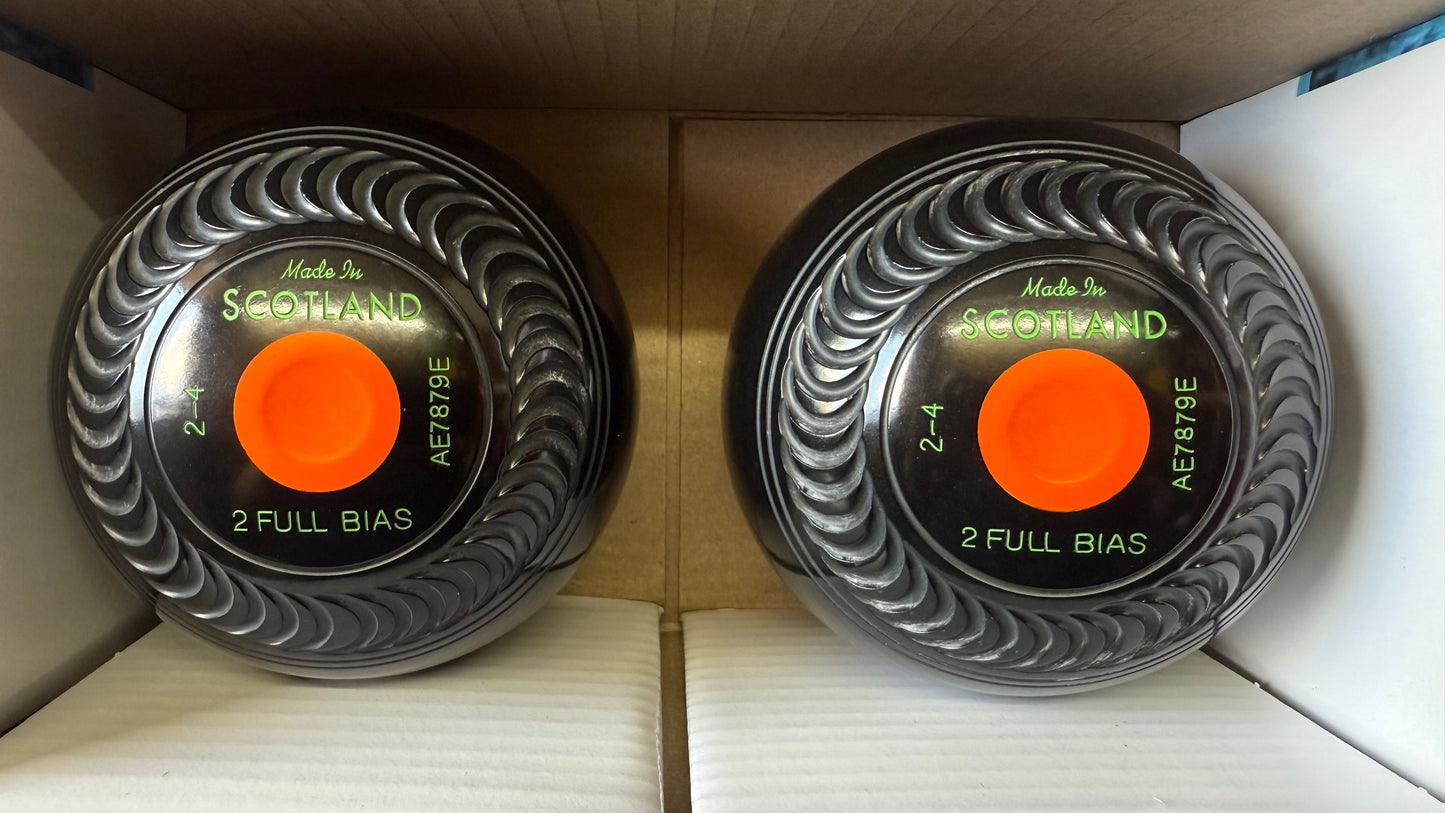 Made In
SCOTLAND
2-4
AE7879E
2 FULL BIAS
Made In
SCOTLAND
2-4
AE7879E
2 FULL BIAS